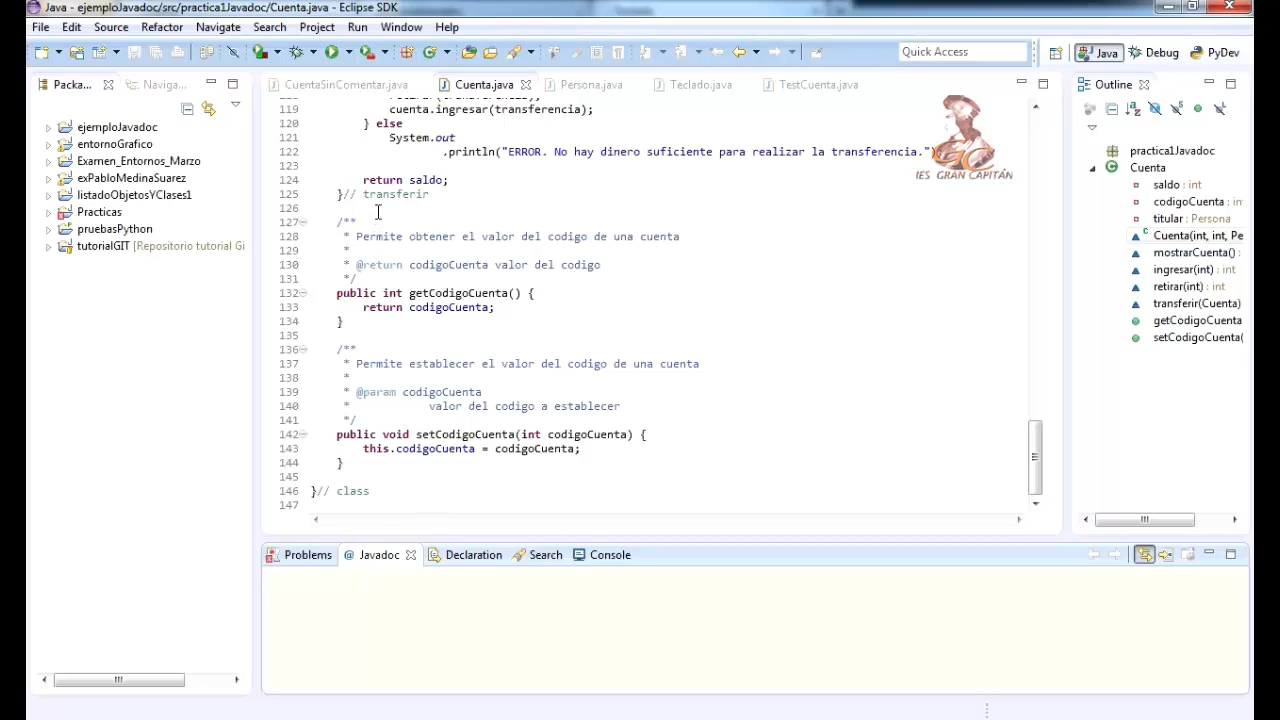 Java - ejemploJavadoc/src/practica1Javadoc/Cuenta.java - Eclipse SDK
File Edit Source Refactor Navigate Search Project Run Window Help
Quick Access
Java
Debug
PyDev
Packa...
Naviga...
ejemploJavadoc
entornoGrafico
Examen_Entornos_Marzo
exPabloMedinaSuarez
listadoObjetosYClases1
Practicas
pruebasPython
tutorialGIT [Repositorio tutorial Gi
CuentaSinComentar.java
Cuenta.java
Persona.java
Teclado.java
TestCuenta.java
119 cuenta.ingresar(transferencia);
120 } else
121 System.out
122 .println("ERROR. No hay dinero suficiente para realizar la transferencia.");
123
124 return saldo;
125 }// transferir
126
127 /**
128 * Permite obtener el valor del codigo de una cuenta
129 *
130 * @return codigoCuenta valor del codigo
131 */
132 public int getCodigoCuenta() {
133 return codigoCuenta;
134 }
135
136 /**
137 * Permite establecer el valor del codigo de una cuenta
138 *
139 * @param codigoCuenta
140 * valor del codigo a establecer
141 */
142 public void setCodigoCuenta(int codigoCuenta) {
143 this.codigoCuenta = codigoCuenta;
144 }
145
146 }// class
147
GC
IES GRAN CAPITÁN
Outline
practica1Javadoc
Cuenta
saldo : int
codigoCuenta : int
titular : Persona
Cuenta(int, int, Pe
mostrarCuenta() :
ingresar(int) : int
retirar(int) : int
transferir(Cuenta)
getCodigoCuenta
setCodigoCuenta(
Problems
@ Javadoc
Declaration
Search
Console